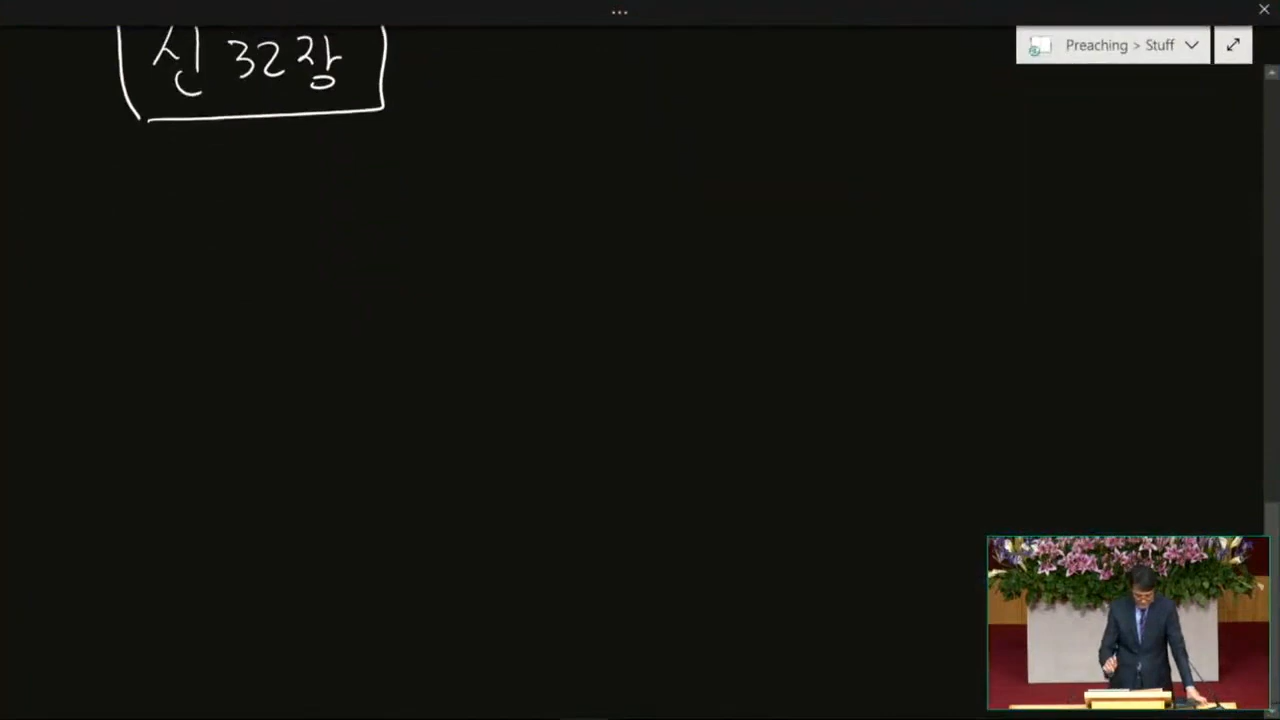 Preaching > Stuff
신 32장